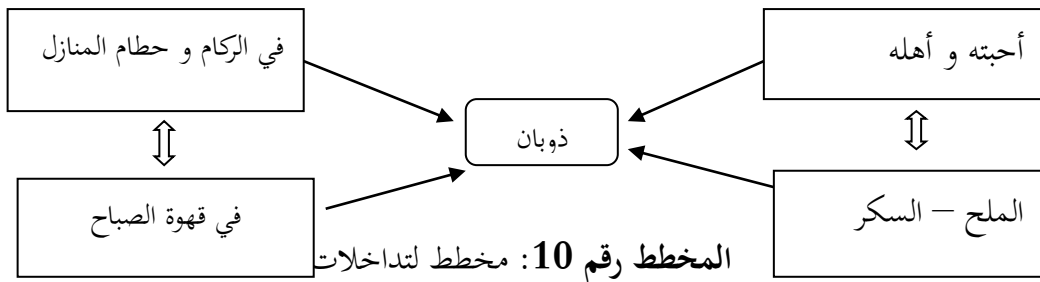 أحبته و أهله
في الركام و حطام المنازل
ذوبان
الملح – السكر
في قهوة الصباح
المخطط رقم 10: مخطط لتداخلات